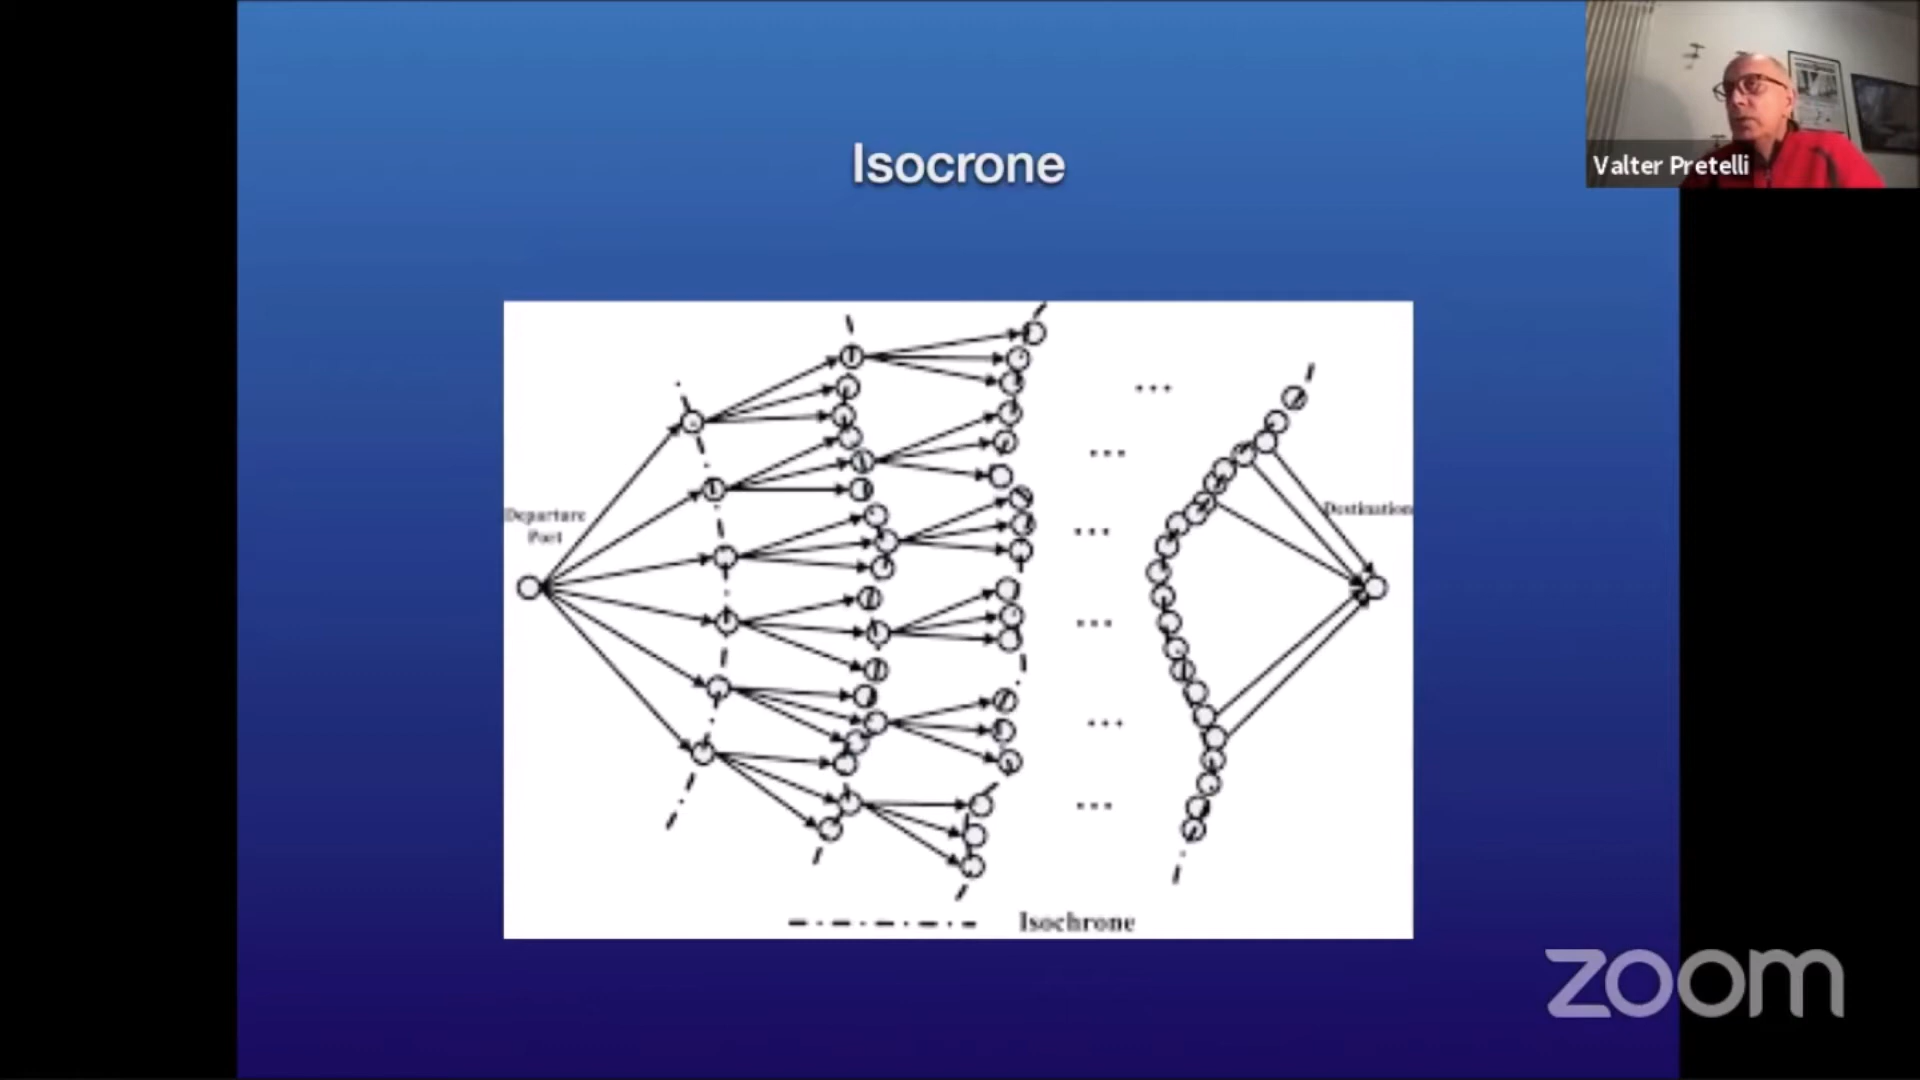 Isocrone
Valter Pretelli
Departure
Port
Destination
Isochrone
zoom